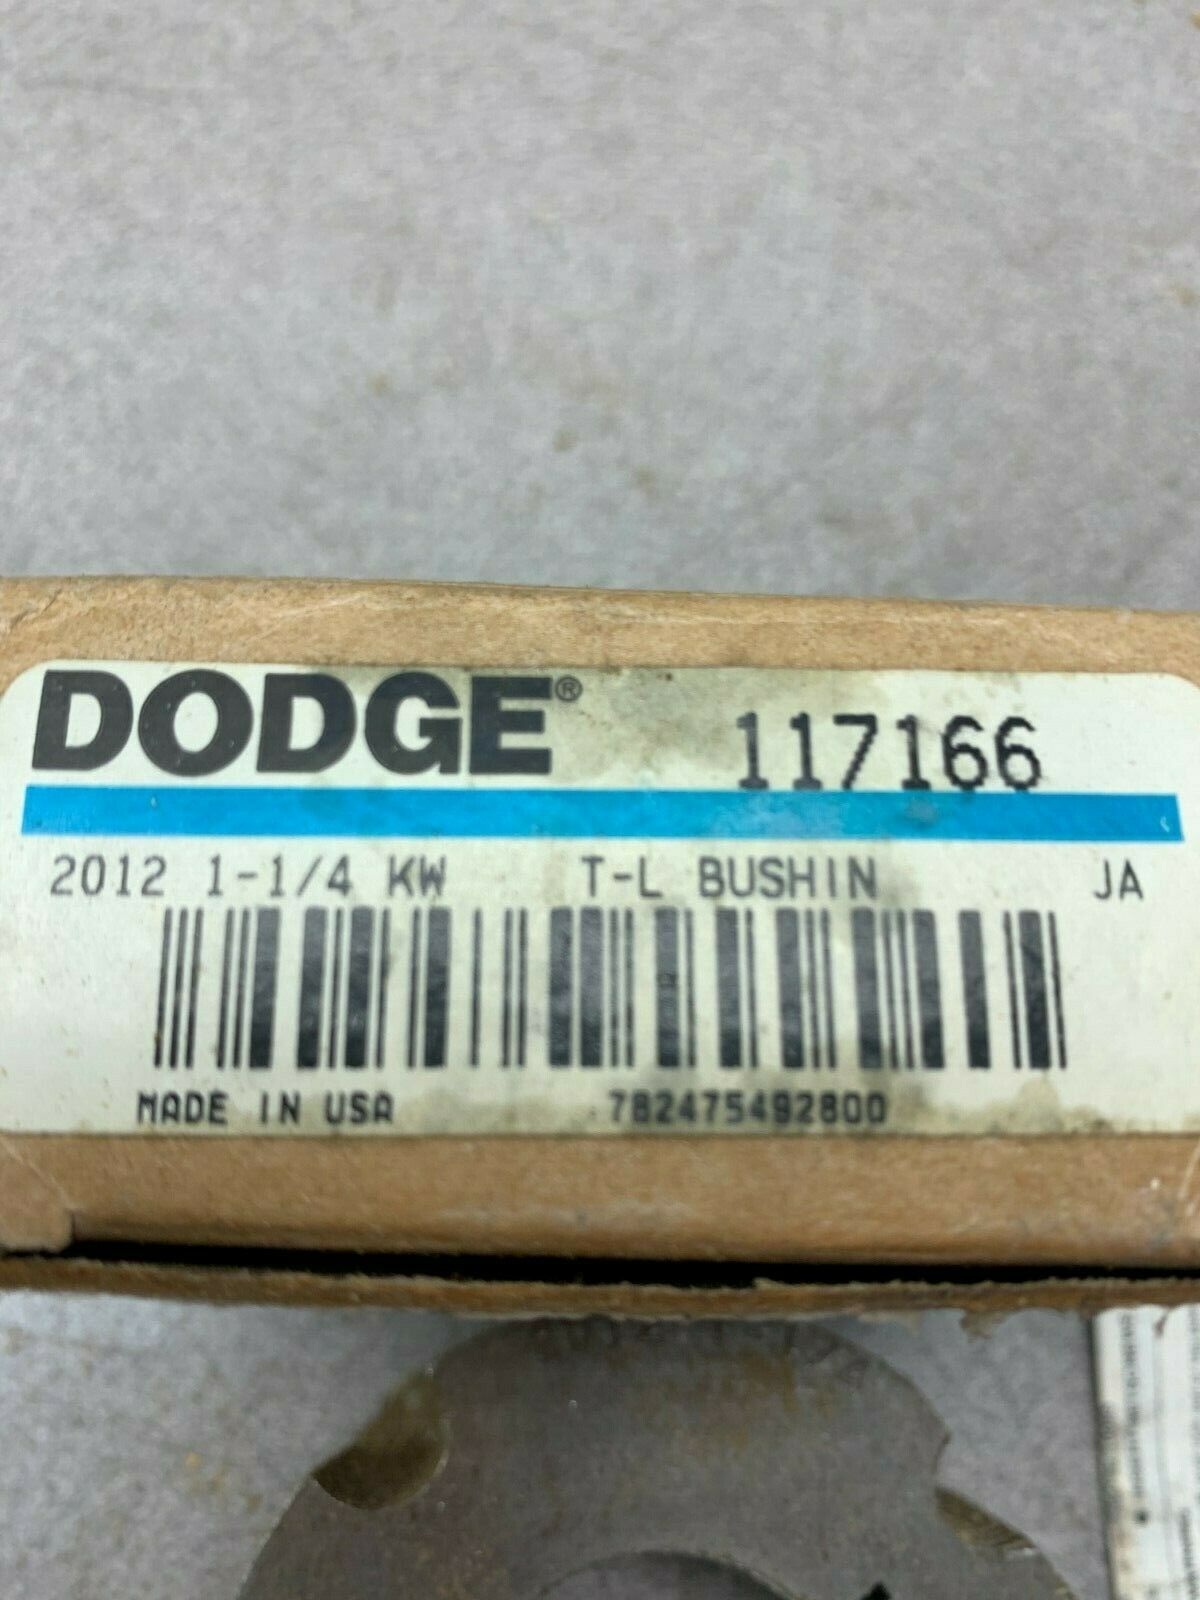 DODGE® 117166
2012 1-1/4 KW T-L BUSHIN JA
MADE IN USA 782475492800